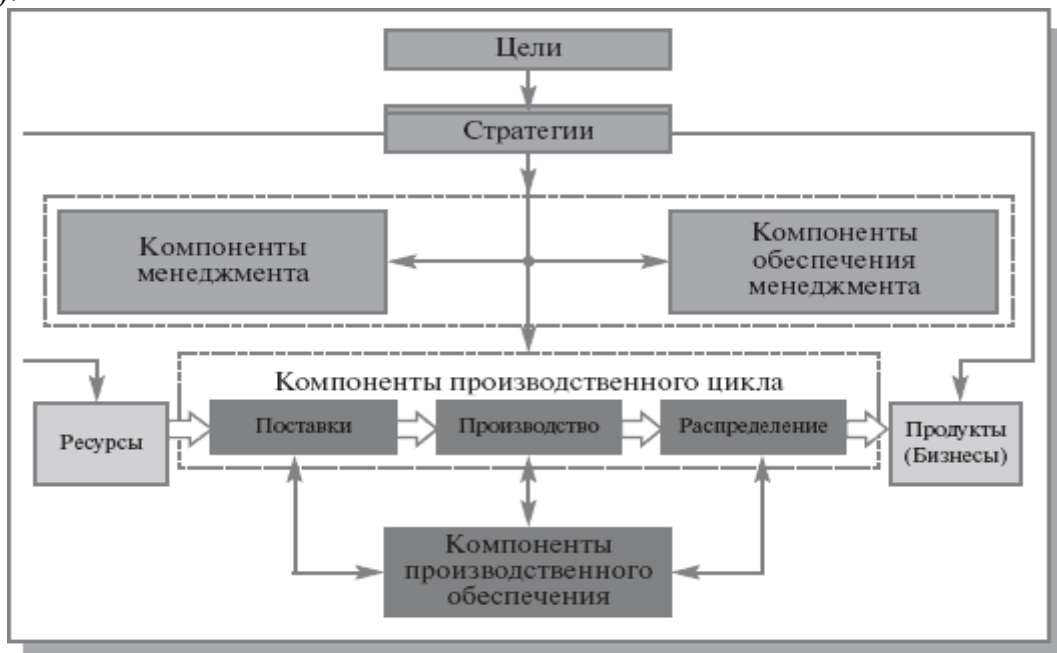 Цели
Стратегии
Компоненты
менеджмента
Компоненты
обеспечения
менеджмента
Компоненты производственного цикла
Ресурсы
Поставки
Производство
Распределение
Продукты
(Бизнесы)
Компоненты
производственного
обеспечения